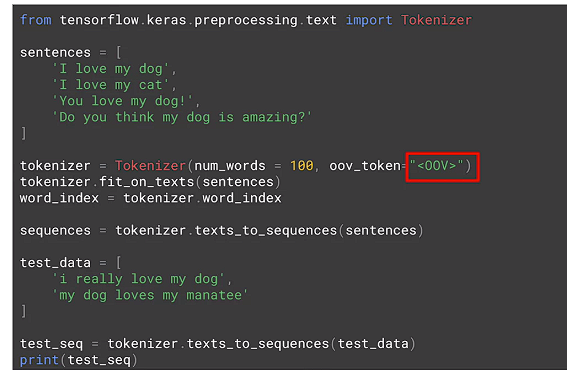 from tensorflow.keras.preprocessing.text import Tokenizer
sentences = [
    'I love my dog',
    'I love my cat',
    'You love my dog!',
    'Do you think my dog is amazing?'
]
tokenizer = Tokenizer(num_words = 100, oov_token="<OOV>")
tokenizer.fit_on_texts(sentences)
word_index = tokenizer.word_index
sequences = tokenizer.texts_to_sequences(sentences)
test_data = [
    'i really love my dog',
    'my dog loves my manatee'
]
test_seq = tokenizer.texts_to_sequences(test_data)
print(test_seq)